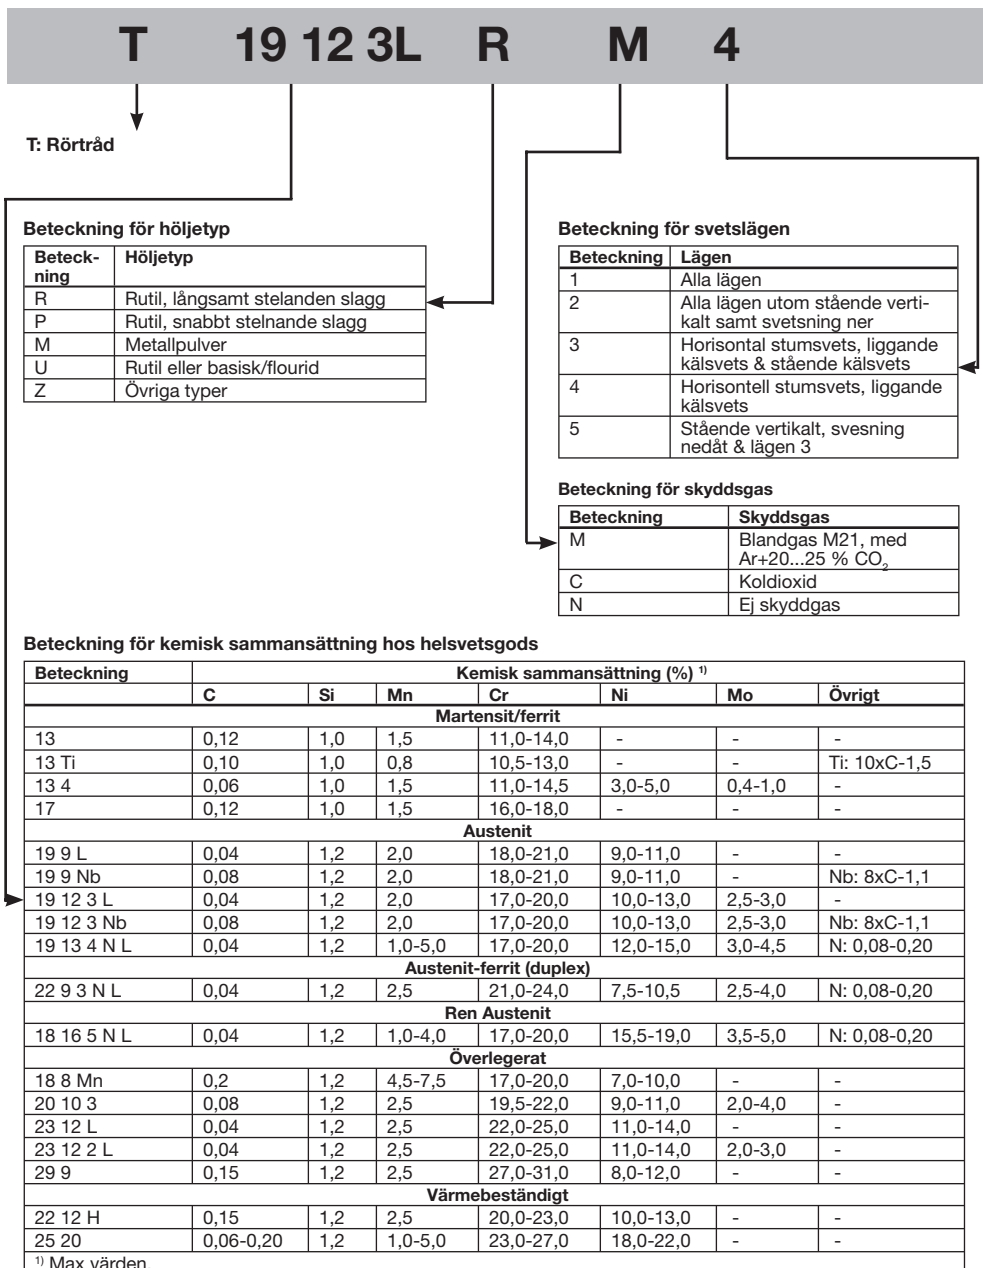 T 19 12 3L R M 4
T: Rörtråd
Beteckning för höljetyp
Beteck-
ning Höljetyp
R Rutil, långsamt stelanden slagg
P Rutil, snabbt stelnande slagg
M Metallpulver
U Rutil eller basisk/flourid
Z Övriga typer
Beteckning för svetslägen
Beteckning Lägen
1 Alla lägen
2 Alla lägen utom stående verti-
kalt samt svetsning ner
3 Horisontal stumsvets, liggande
kälsvets & stående kälsvets
4 Horisontell stumsvets, liggande
kälsvets
5 Stående vertikalt, svesning
nedåt & lägen 3
Beteckning för skyddsgas
Beteckning Skyddsgas
M Blandgas M21, med
Ar+20...25 % CO2
C Koldioxid
N Ej skyddgas
Beteckning för kemisk sammansättning hos helsvetsgods
Beteckning Kemisk sammansättning (%) 1)
C Si Mn Cr Ni Mo Övrigt
Martensit/ferrit
13 0,12 1,0 1,5 11,0-14,0 - - -
13 Ti 0,10 1,0 0,8 10,5-13,0 - - Ti: 10xC-1,5
13 4 0,06 1,0 1,5 11,0-14,5 3,0-5,0 0,4-1,0 -
17 0,12 1,0 1,5 16,0-18,0 - - -
Austenit
19 9 L 0,04 1,2 2,0 18,0-21,0 9,0-11,0 - -
19 9 Nb 0,08 1,2 2,0 18,0-21,0 9,0-11,0 - Nb: 8xC-1,1
19 12 3 L 0,04 1,2 2,0 17,0-20,0 10,0-13,0 2,5-3,0 -
19 12 3 Nb 0,08 1,2 2,0 17,0-20,0 10,0-13,0 2,5-3,0 Nb: 8xC-1,1
19 13 4 N L 0,04 1,2 1,0-5,0 17,0-20,0 12,0-15,0 3,0-4,5 N: 0,08-0,20
Austenit-ferrit (duplex)
22 9 3 N L 0,04 1,2 2,5 21,0-24,0 7,5-10,5 2,5-4,0 N: 0,08-0,20
Ren Austenit
18 16 5 N L 0,04 1,2 1,0-4,0 17,0-20,0 15,5-19,0 3,5-5,0 N: 0,08-0,20
Överlegerat
18 8 Mn 0,2 1,2 4,5-7,5 17,0-20,0 7,0-10,0 - -
20 10 3 0,08 1,2 2,5 19,5-22,0 9,0-11,0 2,0-4,0 -
23 12 L 0,04 1,2 2,5 22,0-25,0 11,0-14,0 - -
23 12 2 L 0,04 1,2 2,5 22,0-25,0 11,0-14,0 2,0-3,0 -
29 9 0,15 1,2 2,5 27,0-31,0 8,0-12,0 - -
Värmebeständigt
22 12 H 0,15 1,2 2,5 20,0-23,0 10,0-13,0 - -
25 20 0,06-0,20 1,2 1,0-5,0 23,0-27,0 18,0-22,0 - -
1) Max värden